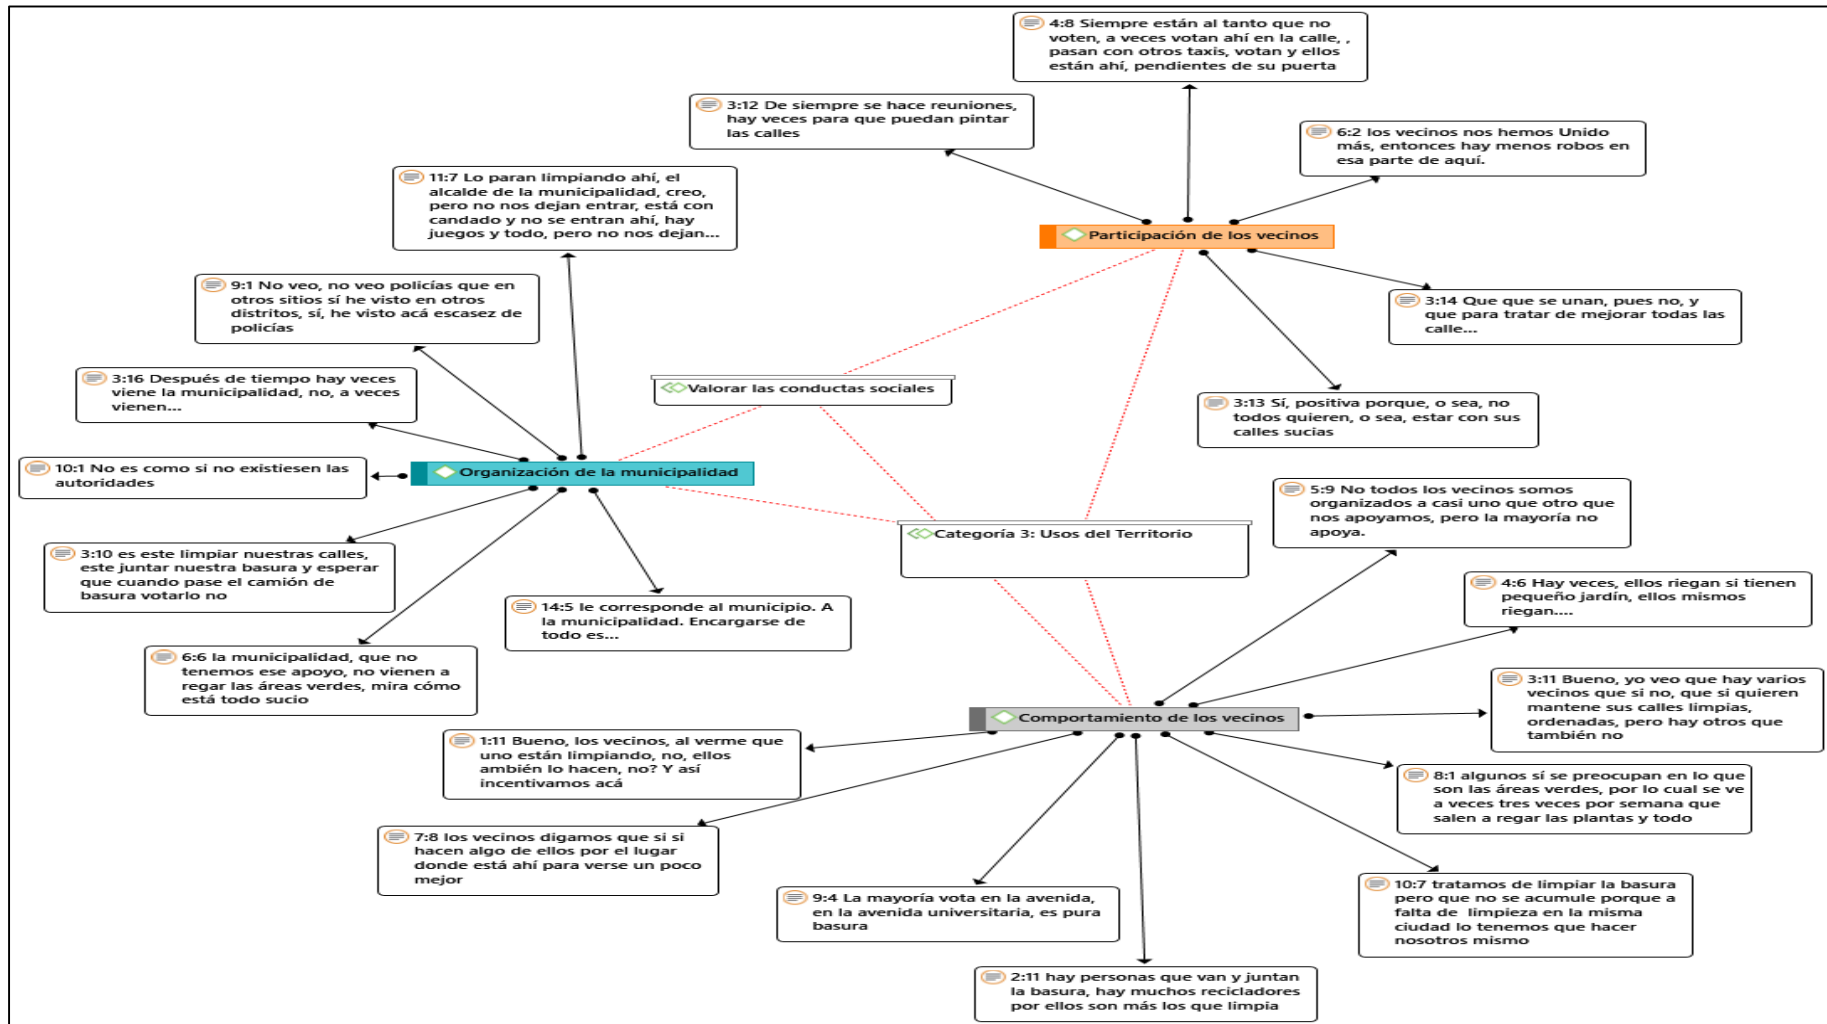 4:8 Siempre están al tanto que no
voten, a veces votan ahí en la calle, ,
pasan con otros taxis, votan y ellos
están ahí, pendientes de su puerta
3:12 De siempre se hace reuniones,
hay veces para que puedan pintar
las calles
6:2 los vecinos nos hemos Unido
más, entonces hay menos robos en
esa parte de aquí.
11:7 Lo paran limpiando ahí, el
alcalde de la municipalidad, creo,
pero no nos dejan entrar, está con
candado y no se entran ahí, hay
juegos y todo, pero no nos dejan...
Participación de los vecinos
9:1 No veo, no veo policías que en
otros sitios sí he visto en otros
distritos, sí, he visto acá escasez de
policías
3:14 Que que se unan, pues no, y
que para tratar de mejorar todas las
calle...
3:16 Después de tiempo hay veces
viene la municipalidad, no, a veces
vienen...
Valorar las conductas sociales
3:13 Sí, positiva porque, o sea, no
todos quieren, o sea, estar con sus
calles sucias
10:1 No es como si no existiesen las
autoridades
Organización de la municipalidad
5:9 No todos los vecinos somos
organizados a casi uno que otro que
nos apoyamos, pero la mayoría no
apoya.
Categoría 3: Usos del Territorio
3:10 es este limpiar nuestras calles,
este juntar nuestra basura y esperar
que cuando pase el camión de
basura votarlo no
4:6 Hay veces, ellos riegan si tienen
pequeño jardín, ellos mismos
riegan....
14:5 le corresponde al municipio. A
la municipalidad. Encargarse de
todo es...
6:6 la municipalidad, que no
tenemos ese apoyo, no vienen a
regar las áreas verdes, mira cómo
está todo sucio
3:11 Bueno, yo veo que hay varios
vecinos que si no, que si quieren
mantene sus calles limpias,
ordenadas, pero hay otros que
también no
Comportamiento de los vecinos
1:11 Bueno, los vecinos, al verme que
uno están limpiando, no, ellos
ambién lo hacen, no? Y así
incentivamos acá
8:1 algunos sí se preocupan en lo que
son las áreas verdes, por lo cual se ve
a veces tres veces por semana que
salen a regar las plantas y todo
7:8 los vecinos digamos que si si
hacen algo de ellos por el lugar
donde está ahí para verse un poco
mejor
9:4 La mayoría vota en la avenida,
en la avenida universitaria, es pura
basura
10:7 tratamos de limpiar la basura
pero que no se acumule porque a
falta de limpieza en la misma
ciudad lo tenemos que hacer
nosotros mismo
2:11 hay personas que van y juntan
la basura, hay muchos recicladores
por ellos son más los que limpia